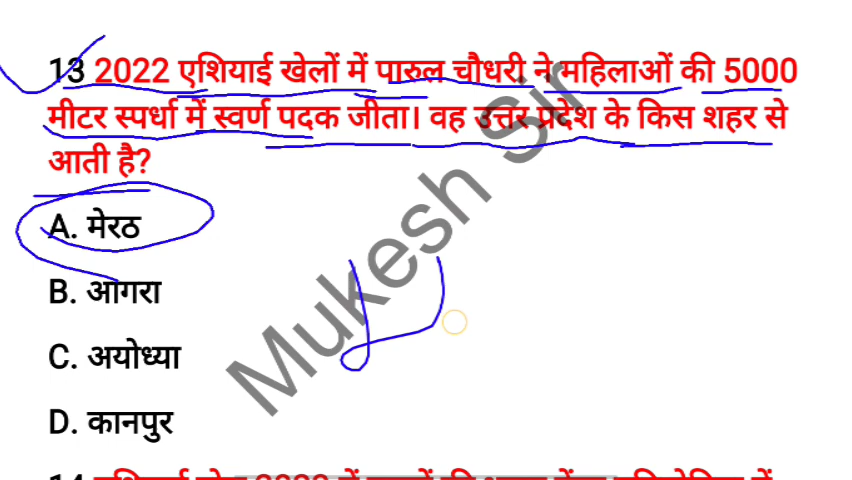 13 2022 एशियाई खेलों में पारुल चौधरी ने महिलाओं की 5000
मीटर स्पर्धा में स्वर्ण पदक जीता। वह उत्तर प्रदेश के किस शहर से
आती है?
A. मेरठ
B. आगरा
C. अयोध्या
D. कानपुर
Mukesh Sir